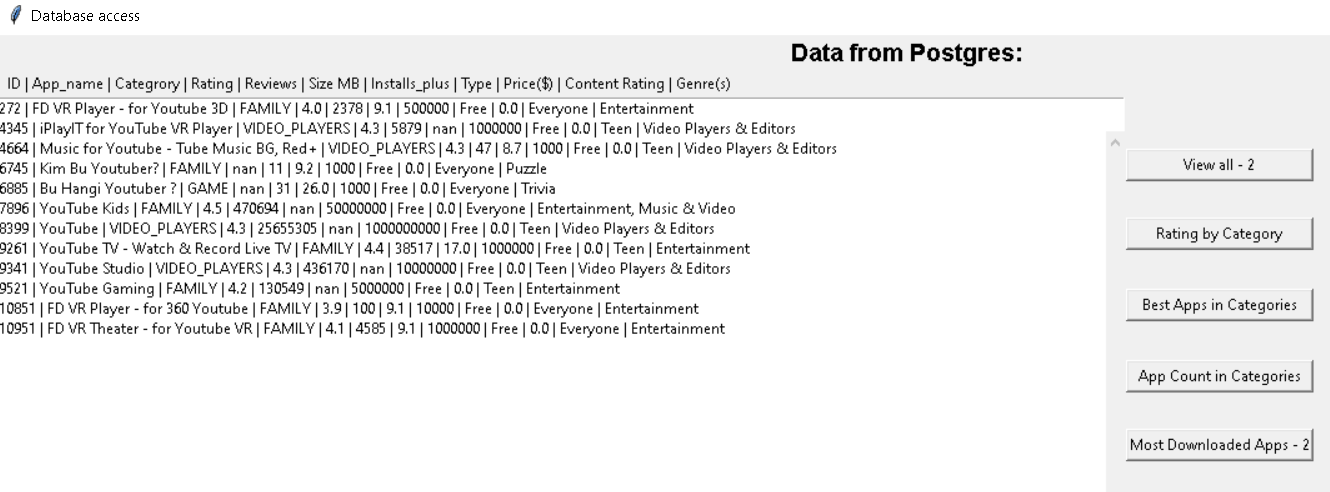 Database access
Data from Postgres:
ID | App_name | Categrory | Rating | Reviews | Size MB | Installs_plus | Type | Price($) | Content Rating | Genre(s)
272 | FD VR Player - for Youtube 3D | FAMILY | 4.0 | 2378 | 9.1 | 500000 | Free | 0.0 | Everyone | Entertainment
4345 | iPlayIT for YouTube VR Player | VIDEO_PLAYERS | 4.3 | 5879 | nan | 1000000 | Free | 0.0 | Teen | Video Players & Editors
4664 | Music for Youtube - Tube Music BG, Red+ | VIDEO_PLAYERS | 4.3 | 47 | 8.7 | 1000 | Free | 0.0 | Teen | Video Players & Editors
6745 | Kim Bu Youtuber? | FAMILY | nan | 11 | 9.2 | 1000 | Free | 0.0 | Everyone | Puzzle
6885 | Bu Hangi Youtuber ? | GAME | nan | 31 | 26.0 | 1000 | Free | 0.0 | Everyone | Trivia
7896 | YouTube Kids | FAMILY | 4.5 | 470694 | nan | 50000000 | Free | 0.0 | Everyone | Entertainment, Music & Video
8399 | YouTube | VIDEO_PLAYERS | 4.3 | 25655305 | nan | 1000000000 | Free | 0.0 | Teen | Video Players & Editors
9261 | YouTube TV - Watch & Record Live TV | FAMILY | 4.4 | 38517 | 17.0 | 1000000 | Free | 0.0 | Teen | Entertainment
9341 | YouTube Studio | VIDEO_PLAYERS | 4.3 | 436170 | nan | 10000000 | Free | 0.0 | Teen | Video Players & Editors
9521 | YouTube Gaming | FAMILY | 4.2 | 130549 | nan | 5000000 | Free | 0.0 | Teen | Entertainment
10851 | FD VR Player - for 360 Youtube | FAMILY | 3.9 | 100 | 9.1 | 10000 | Free | 0.0 | Everyone | Entertainment
10951 | FD VR Theater - for Youtube VR | FAMILY | 4.1 | 4585 | 9.1 | 1000000 | Free | 0.0 | Everyone | Entertainment
View all - 2
Rating by Category
Best Apps in Categories
App Count in Categories
Most Downloaded Apps - 2